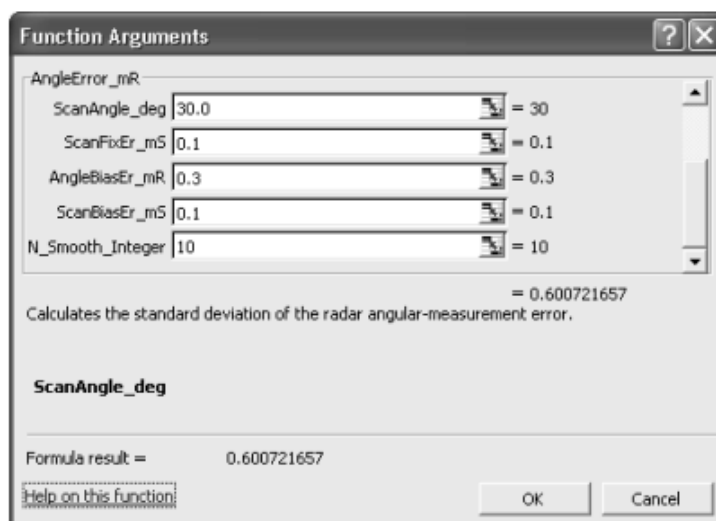 Function Arguments
AngleError_mR
ScanAngle_deg 30.0 = 30
ScanFixEr_mS 0.1 = 0.1
AngleBiasEr_mR 0.3 = 0.3
ScanBiasEr_mS 0.1 = 0.1
N_Smooth_Integer 10 = 10
= 0.600721657
Calculates the standard deviation of the radar angular-measurement error.
ScanAngle_deg
Formula result = 0.600721657
Help on this function OK Cancel